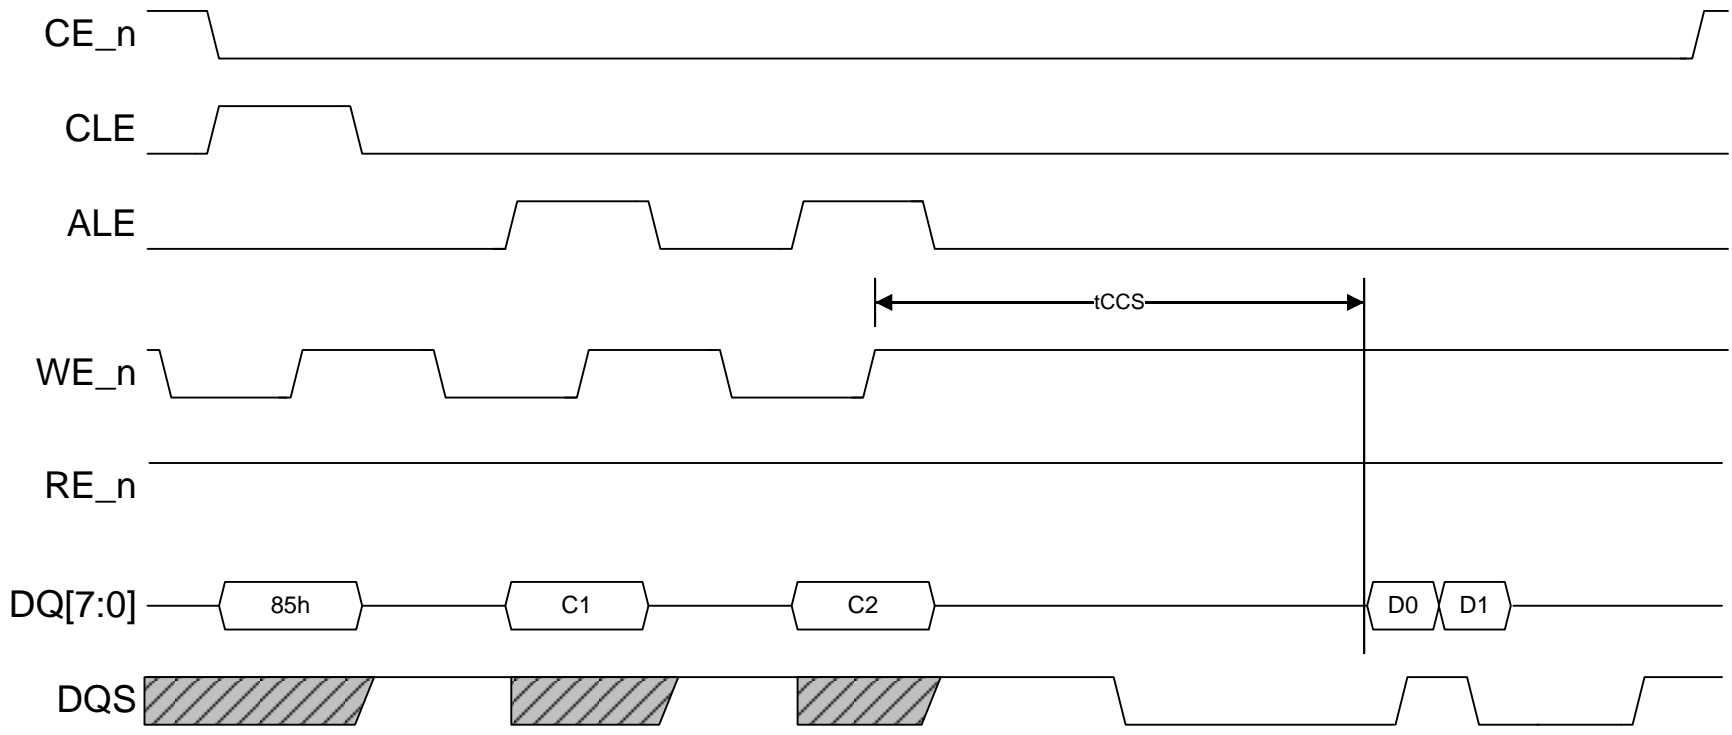 CE_n
CLE
ALE
tCCS
WE_n
RE_n
DQ[7:0] 85h C1 C2 D0 D1
DQS